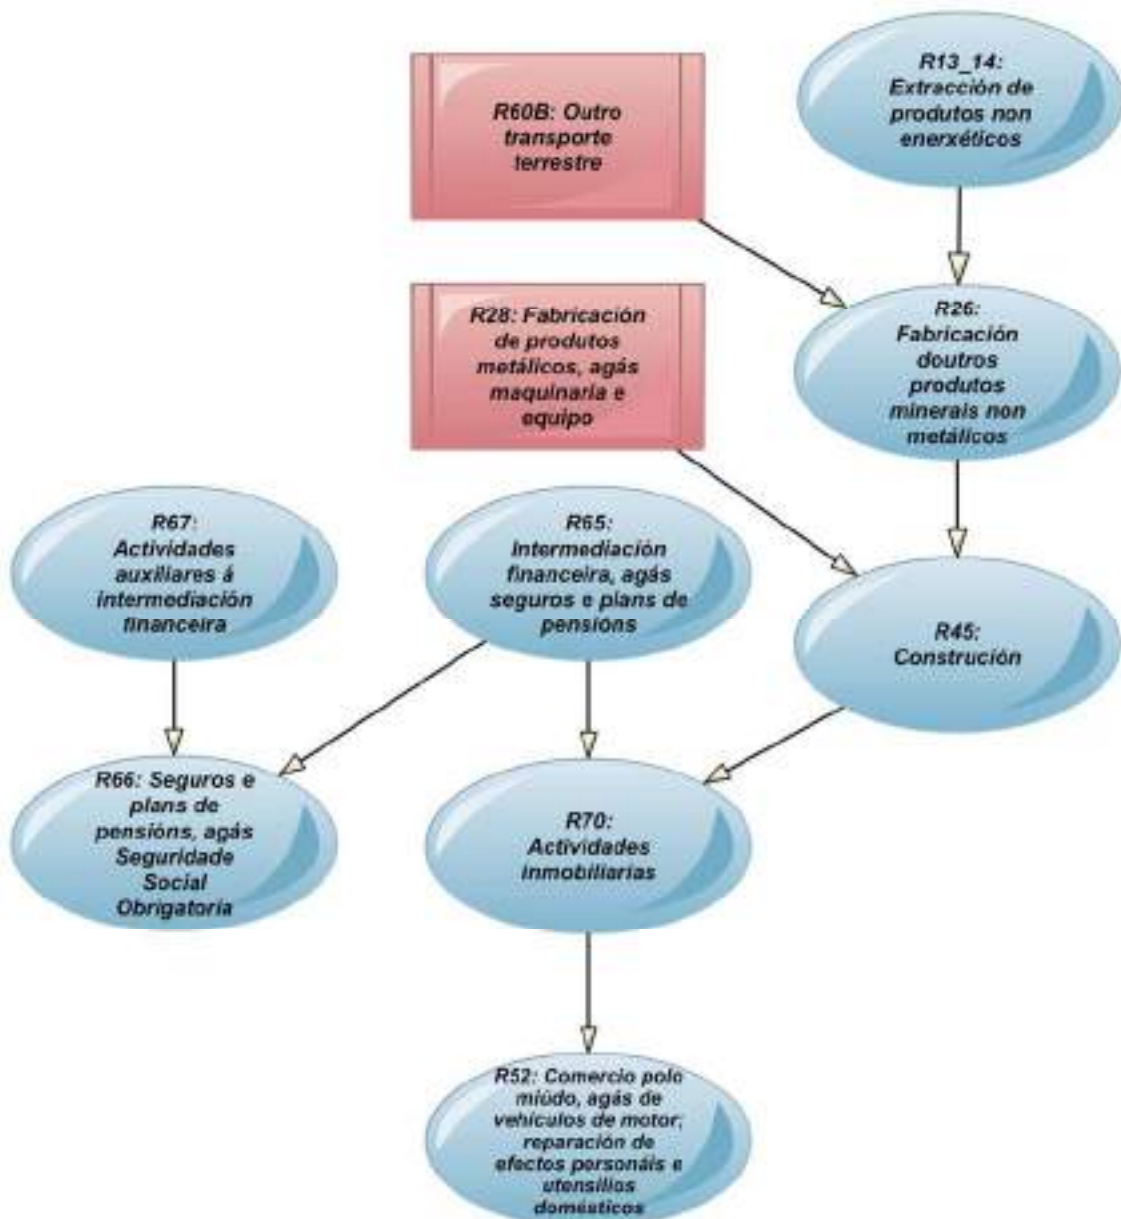 R13_14:
Extracción de
produtos non
enerxéticos
R60B: Outro
transporte
terrestre
R28: Fabricación
de produtos
metálicos, agás
maquinaria e
equipo
R26:
Fabricación
doutros
produtos
minerais non
metálicos
R67:
Actividades
auxiliares á
intermediación
financeira
R65:
Intermediación
financeira, agás
seguros e plans de
pensións
R45:
Construción
R66: Seguros e
plans de
pensións, agás
Seguridade
Social
Obrigatoria
R70:
Actividades
inmobiliarias
R52: Comercio polo
miúdo, agás de
vehículos de motor;
reparación de
efectos personáis e
utensilios
domésticos